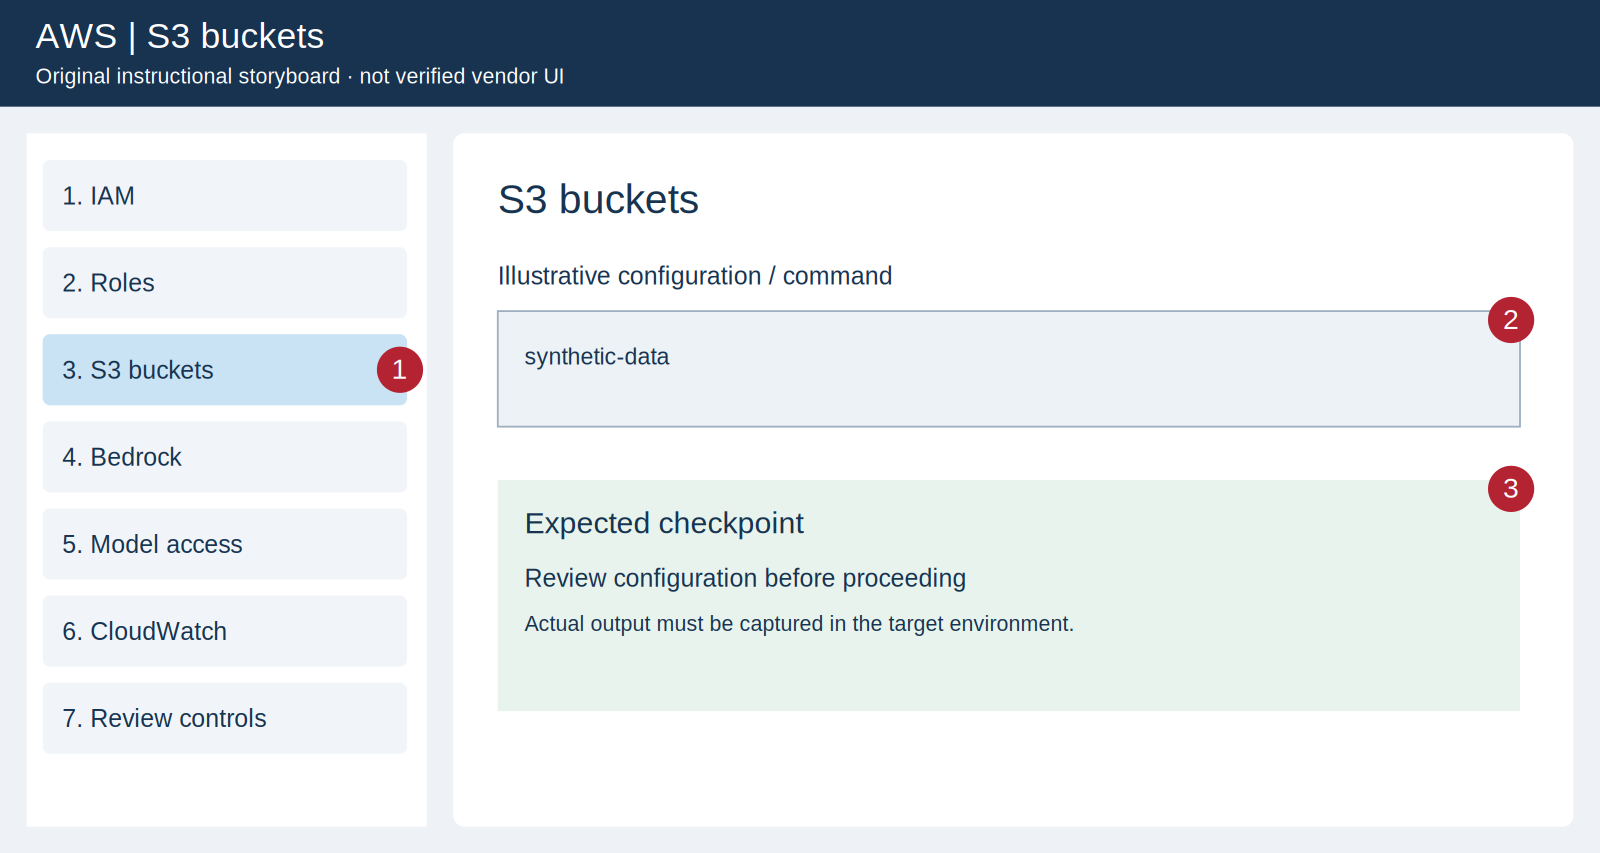 AWS | S3 buckets
Original instructional storyboard · not verified vendor UI
1. IAM
2. Roles
3. S3 buckets
1
4. Bedrock
5. Model access
6. CloudWatch
7. Review controls
S3 buckets
Illustrative configuration / command
2
synthetic-data
3
Expected checkpoint
Review configuration before proceeding
Actual output must be captured in the target environment.